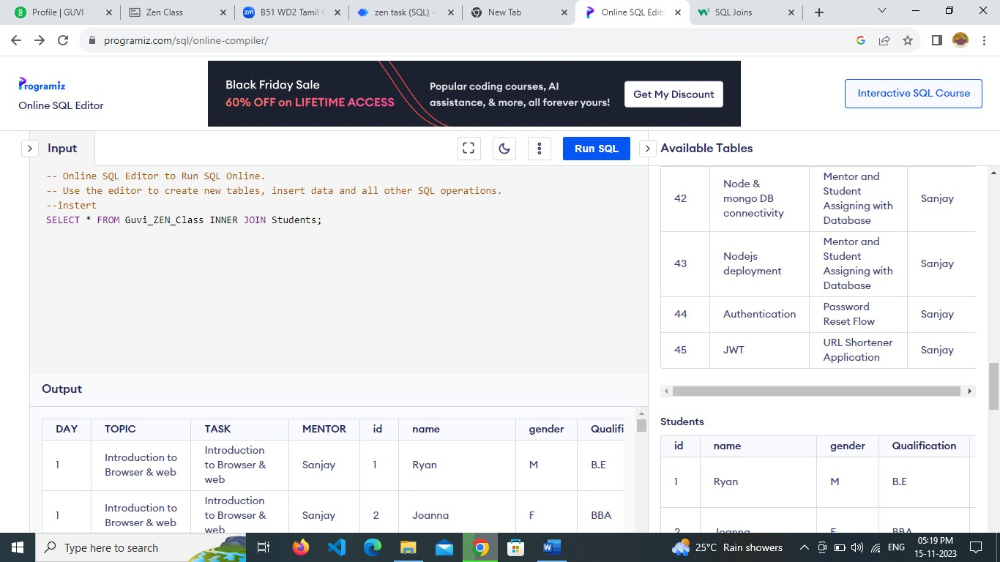 Profile | GUVI
Zen Class
B51 WD2 Tamil
zen task (SQL) -
New Tab
Online SQL Edit
SQL Joins
programiz.com/sql/online-compiler/
Programiz
Online SQL Editor
Black Friday Sale
60% OFF on LIFETIME ACCESS
Popular coding courses, AI
assistance, & more, all forever yours!
Get My Discount
Interactive SQL Course
Input
Run SQL
-- Online SQL Editor to Run SQL Online.
-- Use the editor to create new tables, insert data and all other SQL operations.
--instert
SELECT * FROM Guvi_ZEN_Class INNER JOIN Students;
Output
DAY TOPIC TASK MENTOR id name gender Qualifi
1 Introduction to Browser & web Introduction to Browser & web Sanjay 1 Ryan M B.E
1 Introduction to Browser & web Introduction to Browser & web Sanjay 2 Joanna F BBA
Available Tables
42 Node & mongo DB connectivity Mentor and Student Assigning with Database Sanjay
43 Nodejs deployment Mentor and Student Assigning with Database Sanjay
44 Authentication Password Reset Flow Sanjay
45 JWT URL Shortener Application Sanjay
Students
id name gender Qualification
1 Ryan M B.E
2 Joanna F BBA
Type here to search
25°C Rain showers
ENG
05:19 PM
15-11-2023